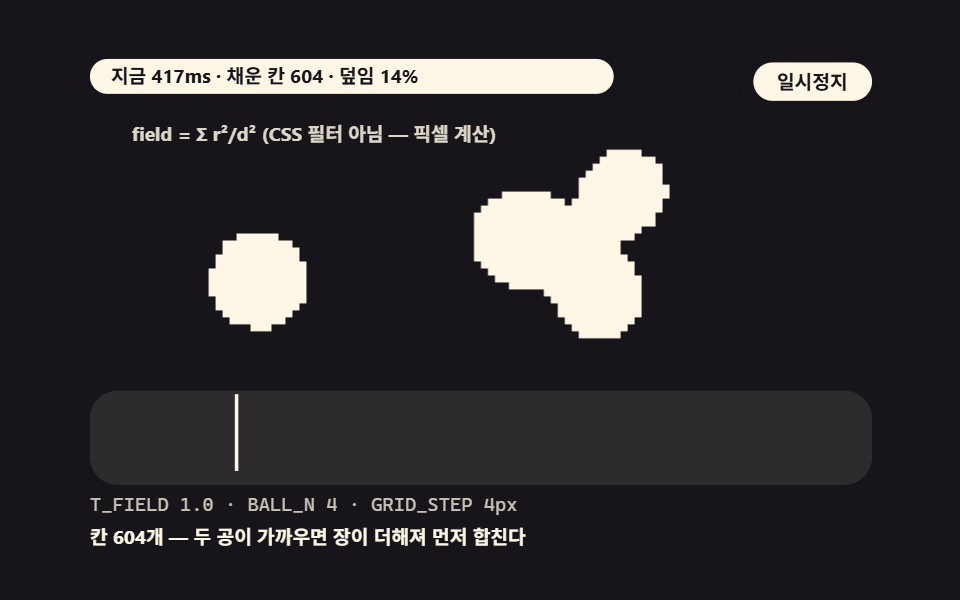 지금 417ms · 채운 칸 604 · 덮임 14%
일시정지
field = Σ r²/d² (CSS 필터 아님 — 픽셀 계산)
T_FIELD 1.0 · BALL_N 4 · GRID_STEP 4px
칸 604개 — 두 공이 가까우면 장이 더해져 먼저 합친다